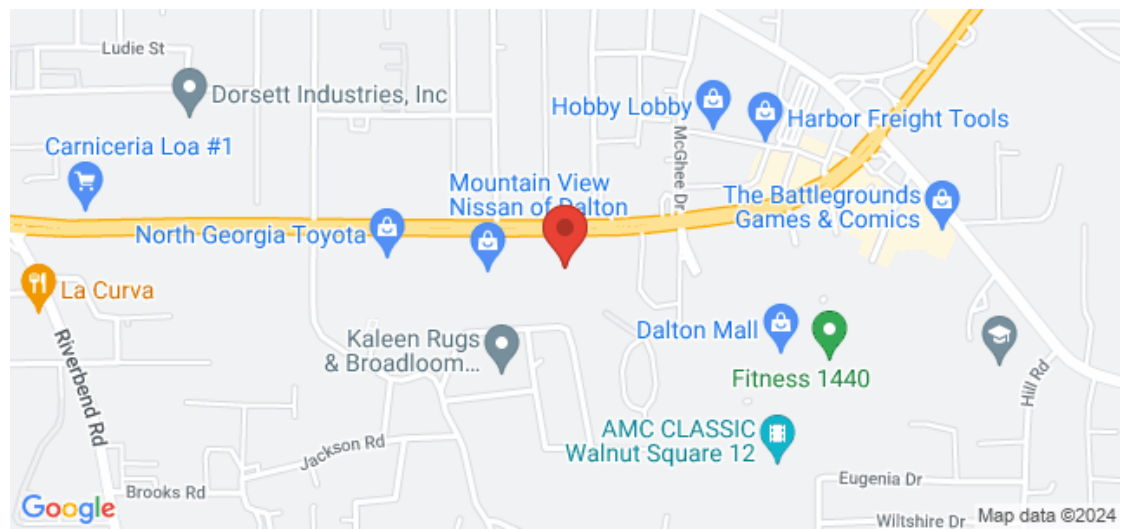 Ludie St
Dorsett Industries, Inc
Hobby Lobby
Harbor Freight Tools
Carniceria Loa #1
McGhee Dr
Mountain View
Nissan of Dalton
The Battlegrounds
Games & Comics
North Georgia Toyota
La Curva
Riverbend Rd
Kaleen Rugs
& Broadloom...
Dalton Mall
Fitness 1440
Hill Rd
AMC CLASSIC
Walnut Square 12
Jackson Rd
Eugenia Dr
Brooks Rd
Google
Wiltshire Dr
Map data ©2024